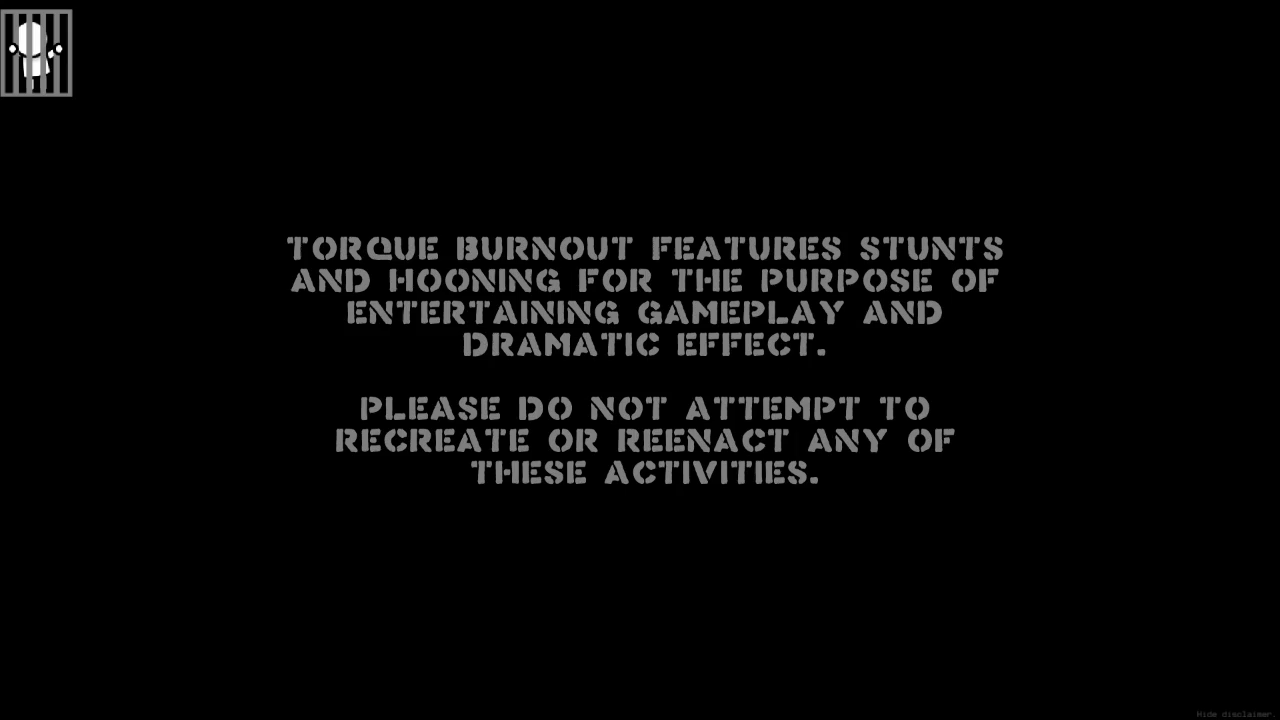 TORQUE BURNOUT FEATURES STUNTS
AND HOONING FOR THE PURPOSE OF
ENTERTAINING GAMEPLAY AND
DRAMATIC EFFECT.
PLEASE DO NOT ATTEMPT TO
RECREATE OR REENACT ANY OF
THESE ACTIVITIES.
Hide disclaimer